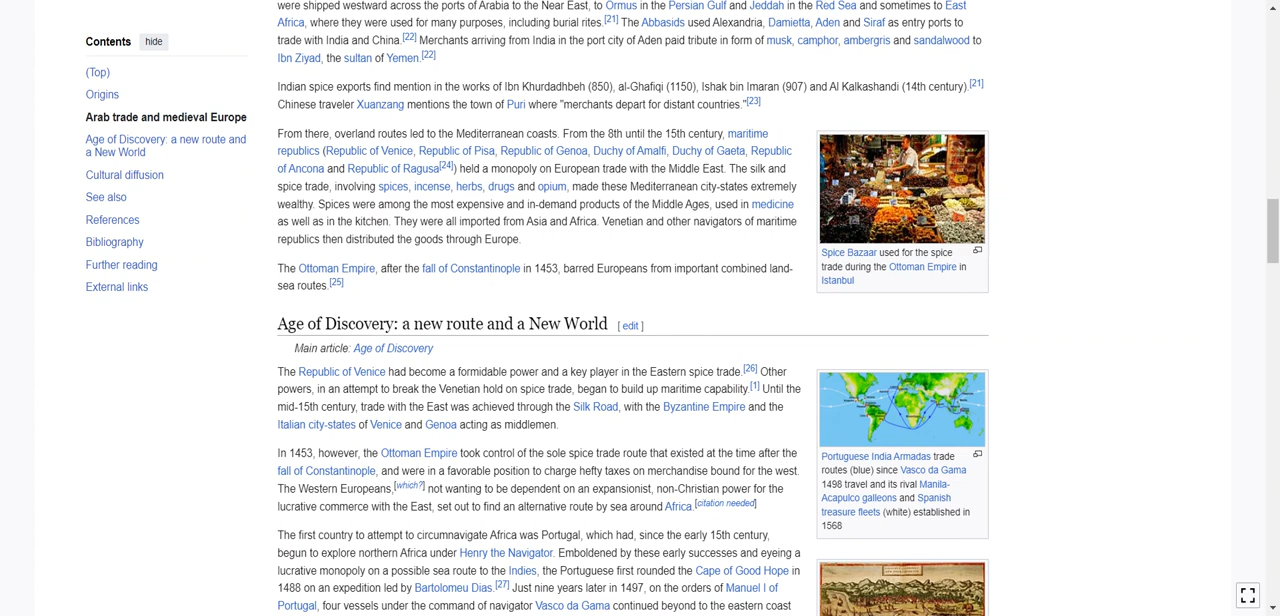 were shipped westward across the ports of Arabia to the Near East, to Ormus in the Persian Gulf and Jeddah in the Red Sea and sometimes to East
Africa, where they were used for many purposes, including burial rites.[21] The Abbasids used Alexandria, Damietta, Aden and Siraf as entry ports to
trade with India and China.[22] Merchants arriving from India in the port city of Aden paid tribute in form of musk, camphor, ambergris and sandalwood to
Ibn Ziyad, the sultan of Yemen.[22]
Contents hide
(Top)
Origins
Arab trade and medieval Europe
Age of Discovery: a new route and
a New World
Cultural diffusion
See also
References
Bibliography
Further reading
External links
Indian spice exports find mention in the works of Ibn Khurdadhbeh (850), al-Ghafiqi (1150), Ishak bin Imaran (907) and Al Kalkashandi (14th century).[21]
Chinese traveler Xuanzang mentions the town of Puri where "merchants depart for distant countries."[23]
From there, overland routes led to the Mediterranean coasts. From the 8th until the 15th century, maritime
republics (Republic of Venice, Republic of Pisa, Republic of Genoa, Duchy of Amalfi, Duchy of Gaeta, Republic
of Ancona and Republic of Ragusa[24]) held a monopoly on European trade with the Middle East. The silk and
spice trade, involving spices, incense, herbs, drugs and opium, made these Mediterranean city-states extremely
wealthy. Spices were among the most expensive and in-demand products of the Middle Ages, used in medicine
as well as in the kitchen. They were all imported from Asia and Africa. Venetian and other navigators of maritime
republics then distributed the goods through Europe.
Spice Bazaar used for the spice
trade during the Ottoman Empire in
Istanbul
The Ottoman Empire, after the fall of Constantinople in 1453, barred Europeans from important combined land-
sea routes.[25]
Age of Discovery: a new route and a New World [ edit ]
Main article: Age of Discovery
The Republic of Venice had become a formidable power and a key player in the Eastern spice trade.[26] Other
powers, in an attempt to break the Venetian hold on spice trade, began to build up maritime capability.[1] Until the
mid-15th century, trade with the East was achieved through the Silk Road, with the Byzantine Empire and the
Italian city-states of Venice and Genoa acting as middlemen.
Portuguese India Armadas trade
routes (blue) since Vasco da Gama
1498 travel and its rival Manila-
Acapulco galleons and Spanish
treasure fleets (white) established in
1568
In 1453, however, the Ottoman Empire took control of the sole spice trade route that existed at the time after the
fall of Constantinople, and were in a favorable position to charge hefty taxes on merchandise bound for the west.
The Western Europeans,[which?] not wanting to be dependent on an expansionist, non-Christian power for the
lucrative commerce with the East, set out to find an alternative route by sea around Africa.[citation needed]
The first country to attempt to circumnavigate Africa was Portugal, which had, since the early 15th century,
begun to explore northern Africa under Henry the Navigator. Emboldened by these early successes and eyeing a
lucrative monopoly on a possible sea route to the Indies, the Portuguese first rounded the Cape of Good Hope in
1488 on an expedition led by Bartolomeu Dias.[27] Just nine years later in 1497, on the orders of Manuel I of
Portugal, four vessels under the command of navigator Vasco da Gama continued beyond to the eastern coast